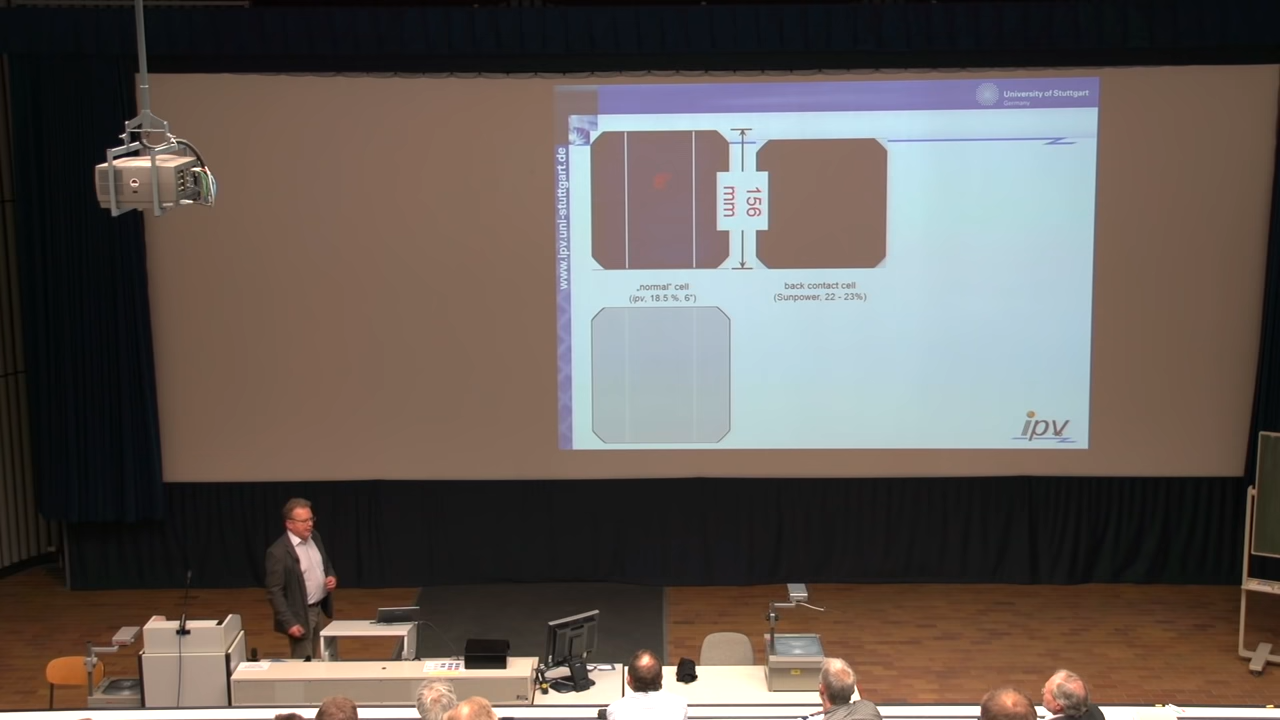 University of Stuttgart
Germany
www.ipv.uni-stuttgart.de
156
mm
„normal" cell
(ipv, 18.5 %, 6")
back contact cell
(Sunpower, 22 - 23%)
ipv